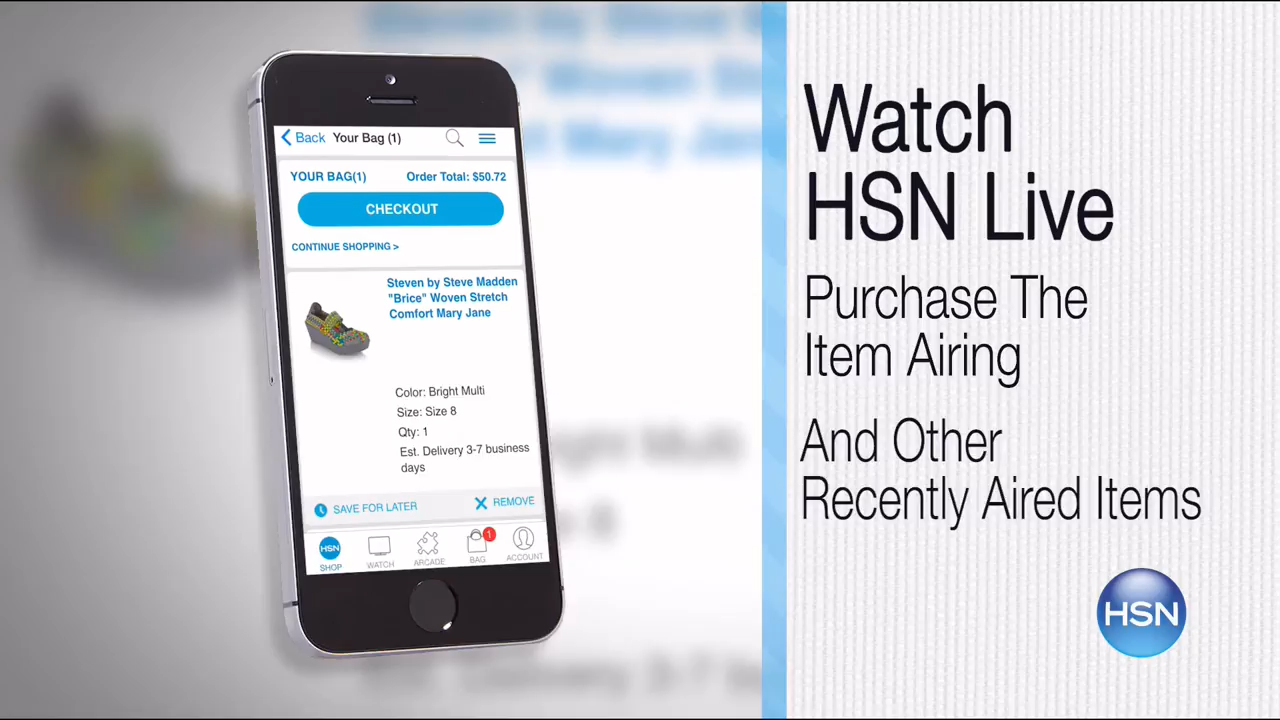 Back Your Bag (1)
YOUR BAG(1) Order Total: $50.72
CHECKOUT
CONTINUE SHOPPING >
Steven by Steve Madden
"Brice" Woven Stretch
Comfort Mary Jane
Color: Bright Multi
Size: Size 8
Qty: 1
Est. Delivery 3-7 business
days
SAVE FOR LATER REMOVE
HSN 1
SHOP WATCH ARCADE BAG ACCOUNT
Watch
HSN Live
Purchase The
Item Airing
And Other
Recently Aired Items
HSN